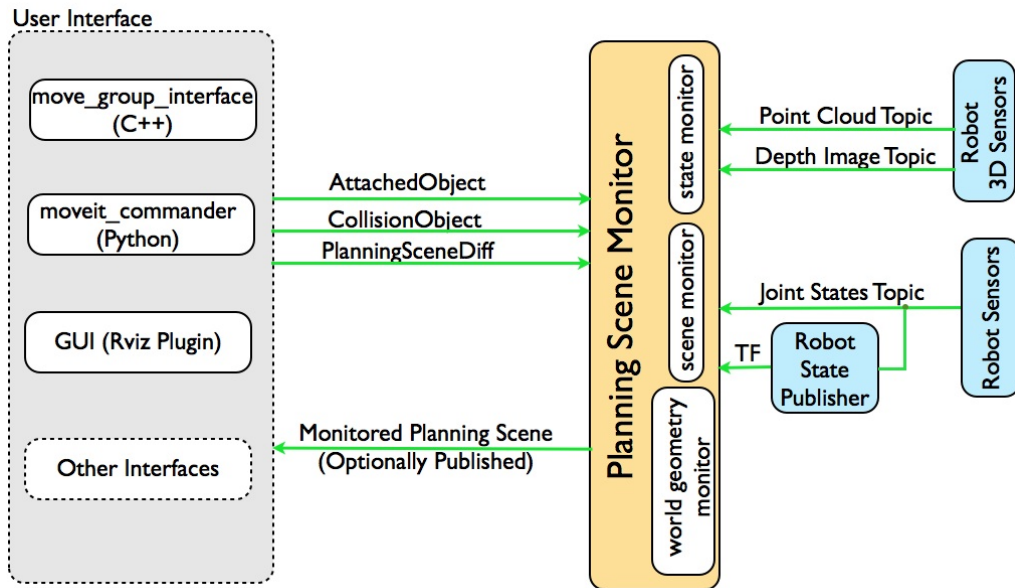 User Interface
move_group_interface
(C++)
moveit_commander
(Python)
GUI (Rviz Plugin)
Other Interfaces
AttachedObject
CollisionObject
PlanningSceneDiff
Monitored Planning Scene
(Optionally Published)
Planning Scene Monitor
state monitor
scene monitor
world geometry
monitor
Point Cloud Topic
Depth Image Topic
Robot
3D Sensors
Joint States Topic
TF
Robot
State
Publisher
Robot Sensors